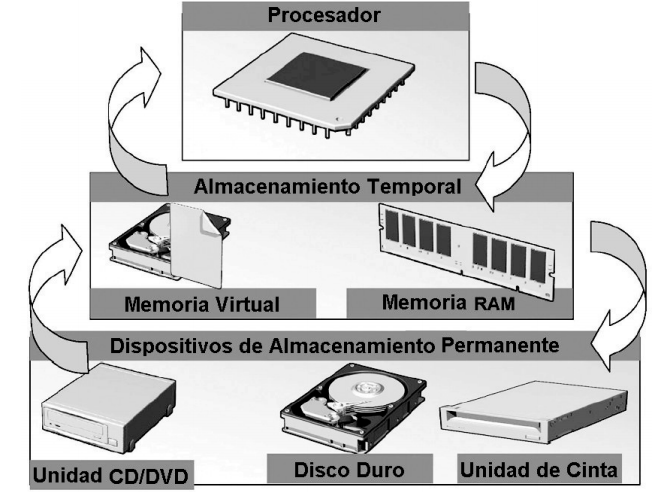 Procesador
Almacenamiento Temporal
Memoria Virtual
Memoria RAM
Dispositivos de Almacenamiento Permanente
Unidad CD/DVD
Disco Duro
Unidad de Cinta